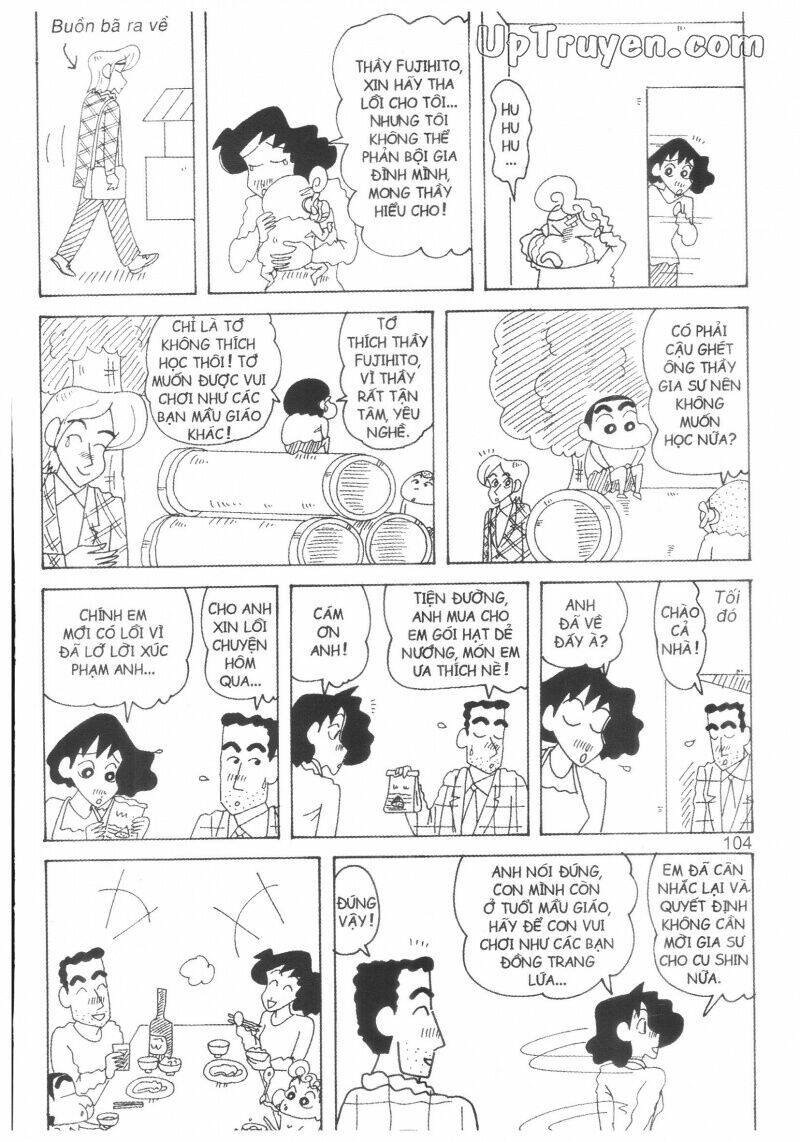 UpTruyen.com
HU
HU
HU
...
THẦY FUJIHITO,
XIN HÃY THA
LỖI CHO TÔI...
NHƯNG TÔI
KHÔNG THỂ
PHẢN BỘI GIA
ĐÌNH MÌNH,
MONG THẦY
HIỂU CHO!
Buồn bã ra về
CÓ PHẢI
CẬU GHÉT
ÔNG THẦY
GIA SƯ NÊN
KHÔNG
MUỐN
HỌC NỮA?
TỚ
THÍCH THẦY
FUJIHITO,
VÌ THẦY
RẤT TẬN
TÂM, YÊU
NGHỀ.
CHỈ LÀ TỚ
KHÔNG THÍCH
HỌC THÔI! TỚ
MUỐN ĐƯỢC VUI
CHƠI NHƯ CÁC
BẠN MẪU GIÁO
KHÁC!
Tối
đó
CHÀO
CẢ
NHÀ!
ANH
ĐÃ VỀ
ĐẤY À?
TIỆN ĐƯỜNG,
ANH MUA CHO
EM GÓI HẠT DẺ
NƯỚNG, MÓN EM
ƯA THÍCH NÈ!
CÁM
ƠN
ANH!
CHO ANH
XIN LỖI
CHUYỆN
HÔM
QUA...
CHÍNH EM
MỚI CÓ LỖI VÌ
ĐÃ LỠ LỜI XÚC
PHẠM ANH...
104
EM ĐÃ CÂN
NHẮC LẠI VÀ
QUYẾT ĐỊNH
KHÔNG CẦN
MỜI GIA SƯ
CHO CU SHIN
NỮA.
ANH NÓI ĐÚNG,
CON MÌNH CÒN
Ở TUỔI MẪU GIÁO,
HÃY ĐỂ CON VUI
CHƠI NHƯ CÁC BẠN
ĐỒNG TRANG
LỨA...
ĐÚNG
VẬY!